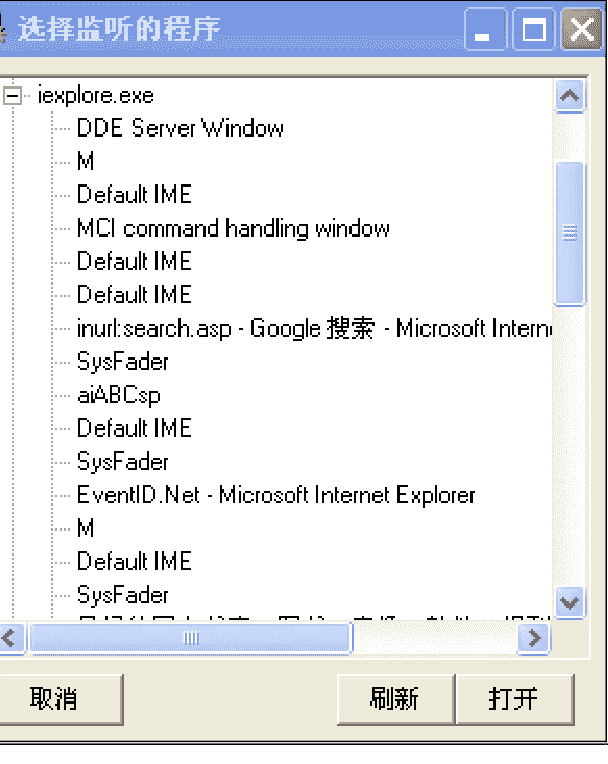 选择监听的程序
iexplore.exe
DDE Server Window
M
Default IME
MCI command handling window
Default IME
Default IME
inurl:search.asp - Google 搜索 - Microsoft Intern
SysFader
aiABCsp
Default IME
SysFader
EventID.Net - Microsoft Internet Explorer
M
Default IME
SysFader
取消 刷新 打开